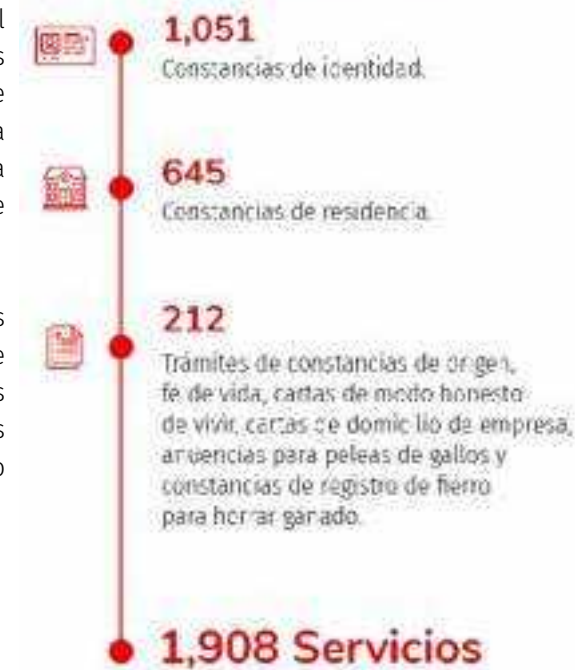 1,051
Constancias de identidad.
645
Constancias de residencia.
212
Trámites de constancias de origen,
fe de vida, cartas de modo honesto
de vivir, cartas de domicilio de empresa,
anuencias para peleas de gallos y
constancias de registro de fierro
para herrar ganado.
1,908 Servicios